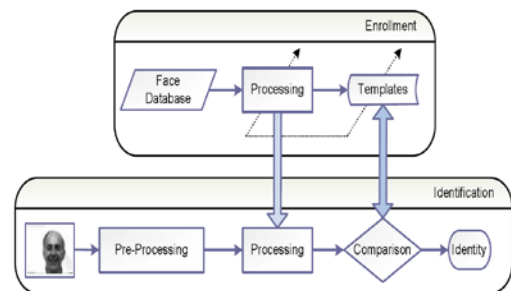 Enrollment
Face
Database
Processing
Templates
Identification
Pre-Processing
Processing
Comparison
Identity